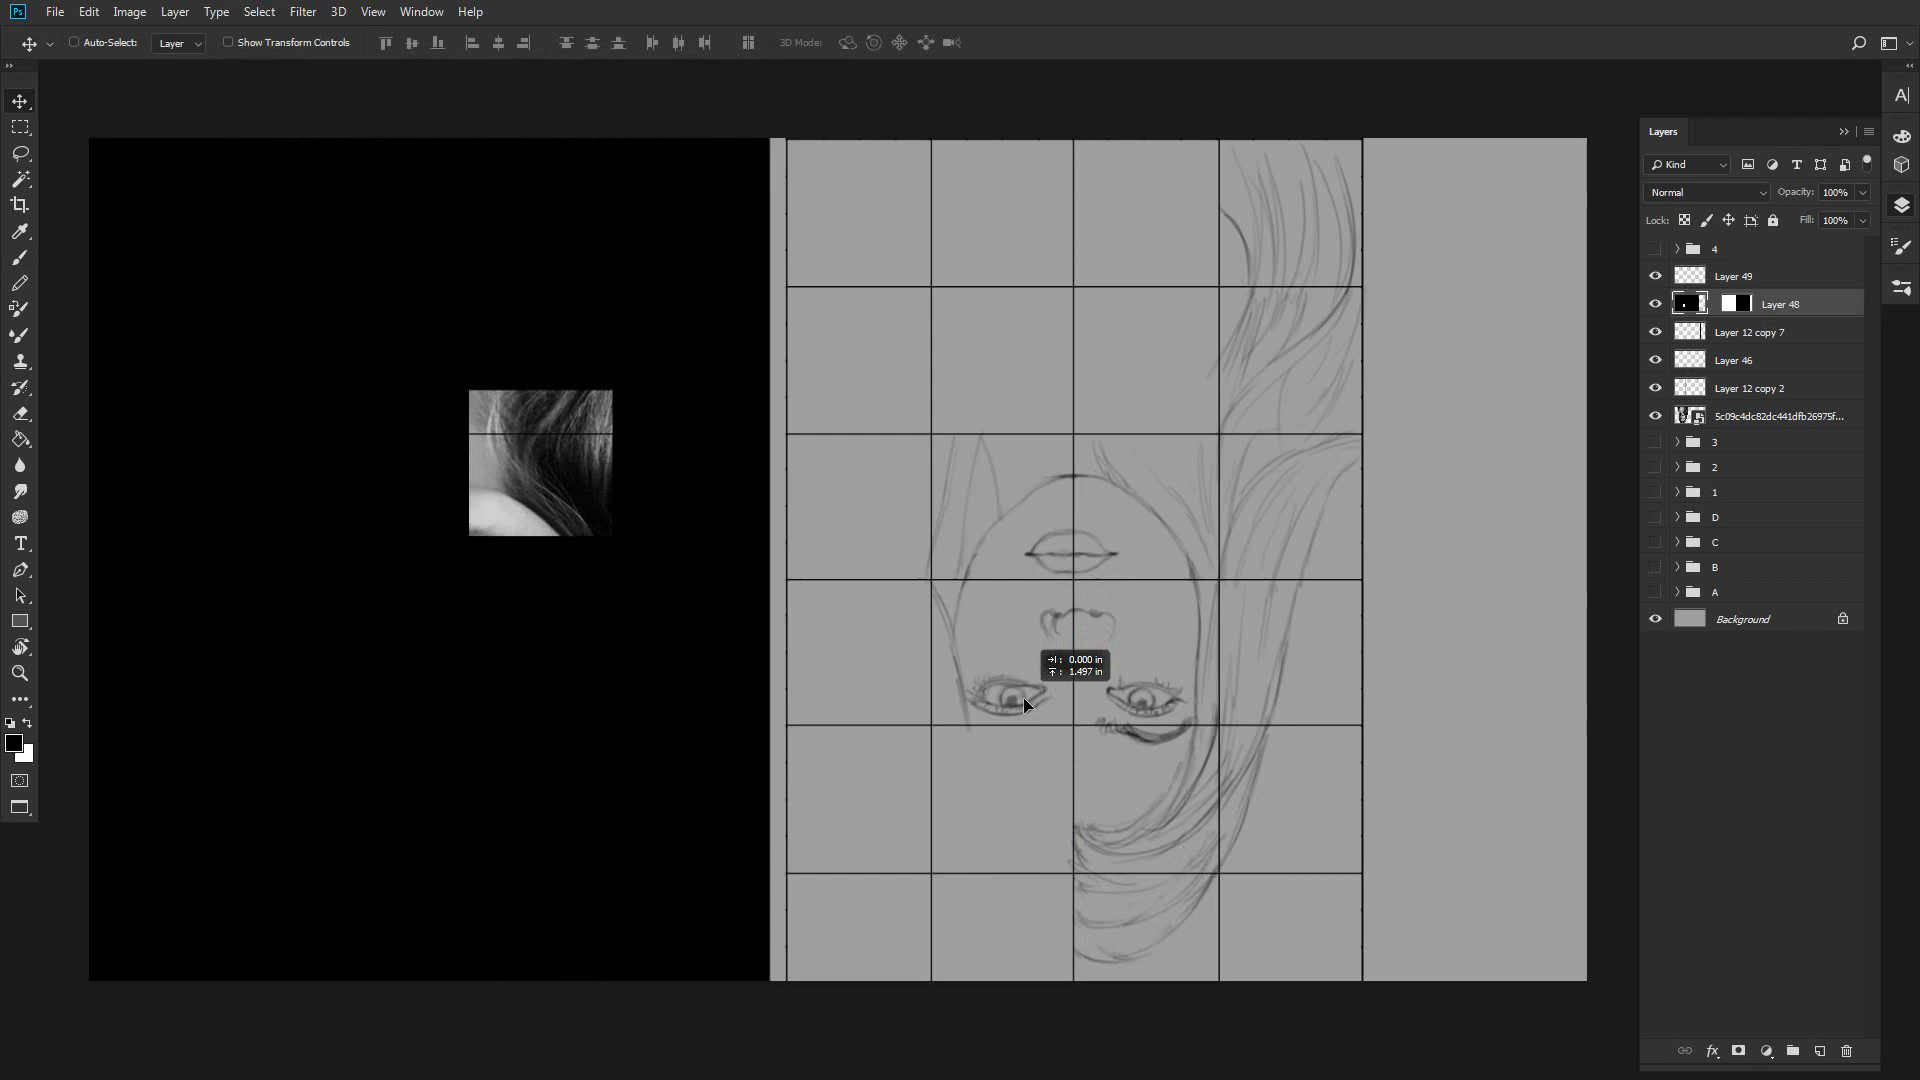 Ps File Edit Image Layer Type Select Filter 3D View Window Help
Auto-Select: Layer Show Transform Controls 3D Mode:
Layers
Kind
Normal Opacity: 100%
Lock: Fill: 100%
4
Layer 49
Layer 48
Layer 12 copy 7
Layer 46
Layer 12 copy 2
5c09c4dc82dc441dfb26975f...
3
2
1
D
C
B
A
Background
0.000 in
1.497 in